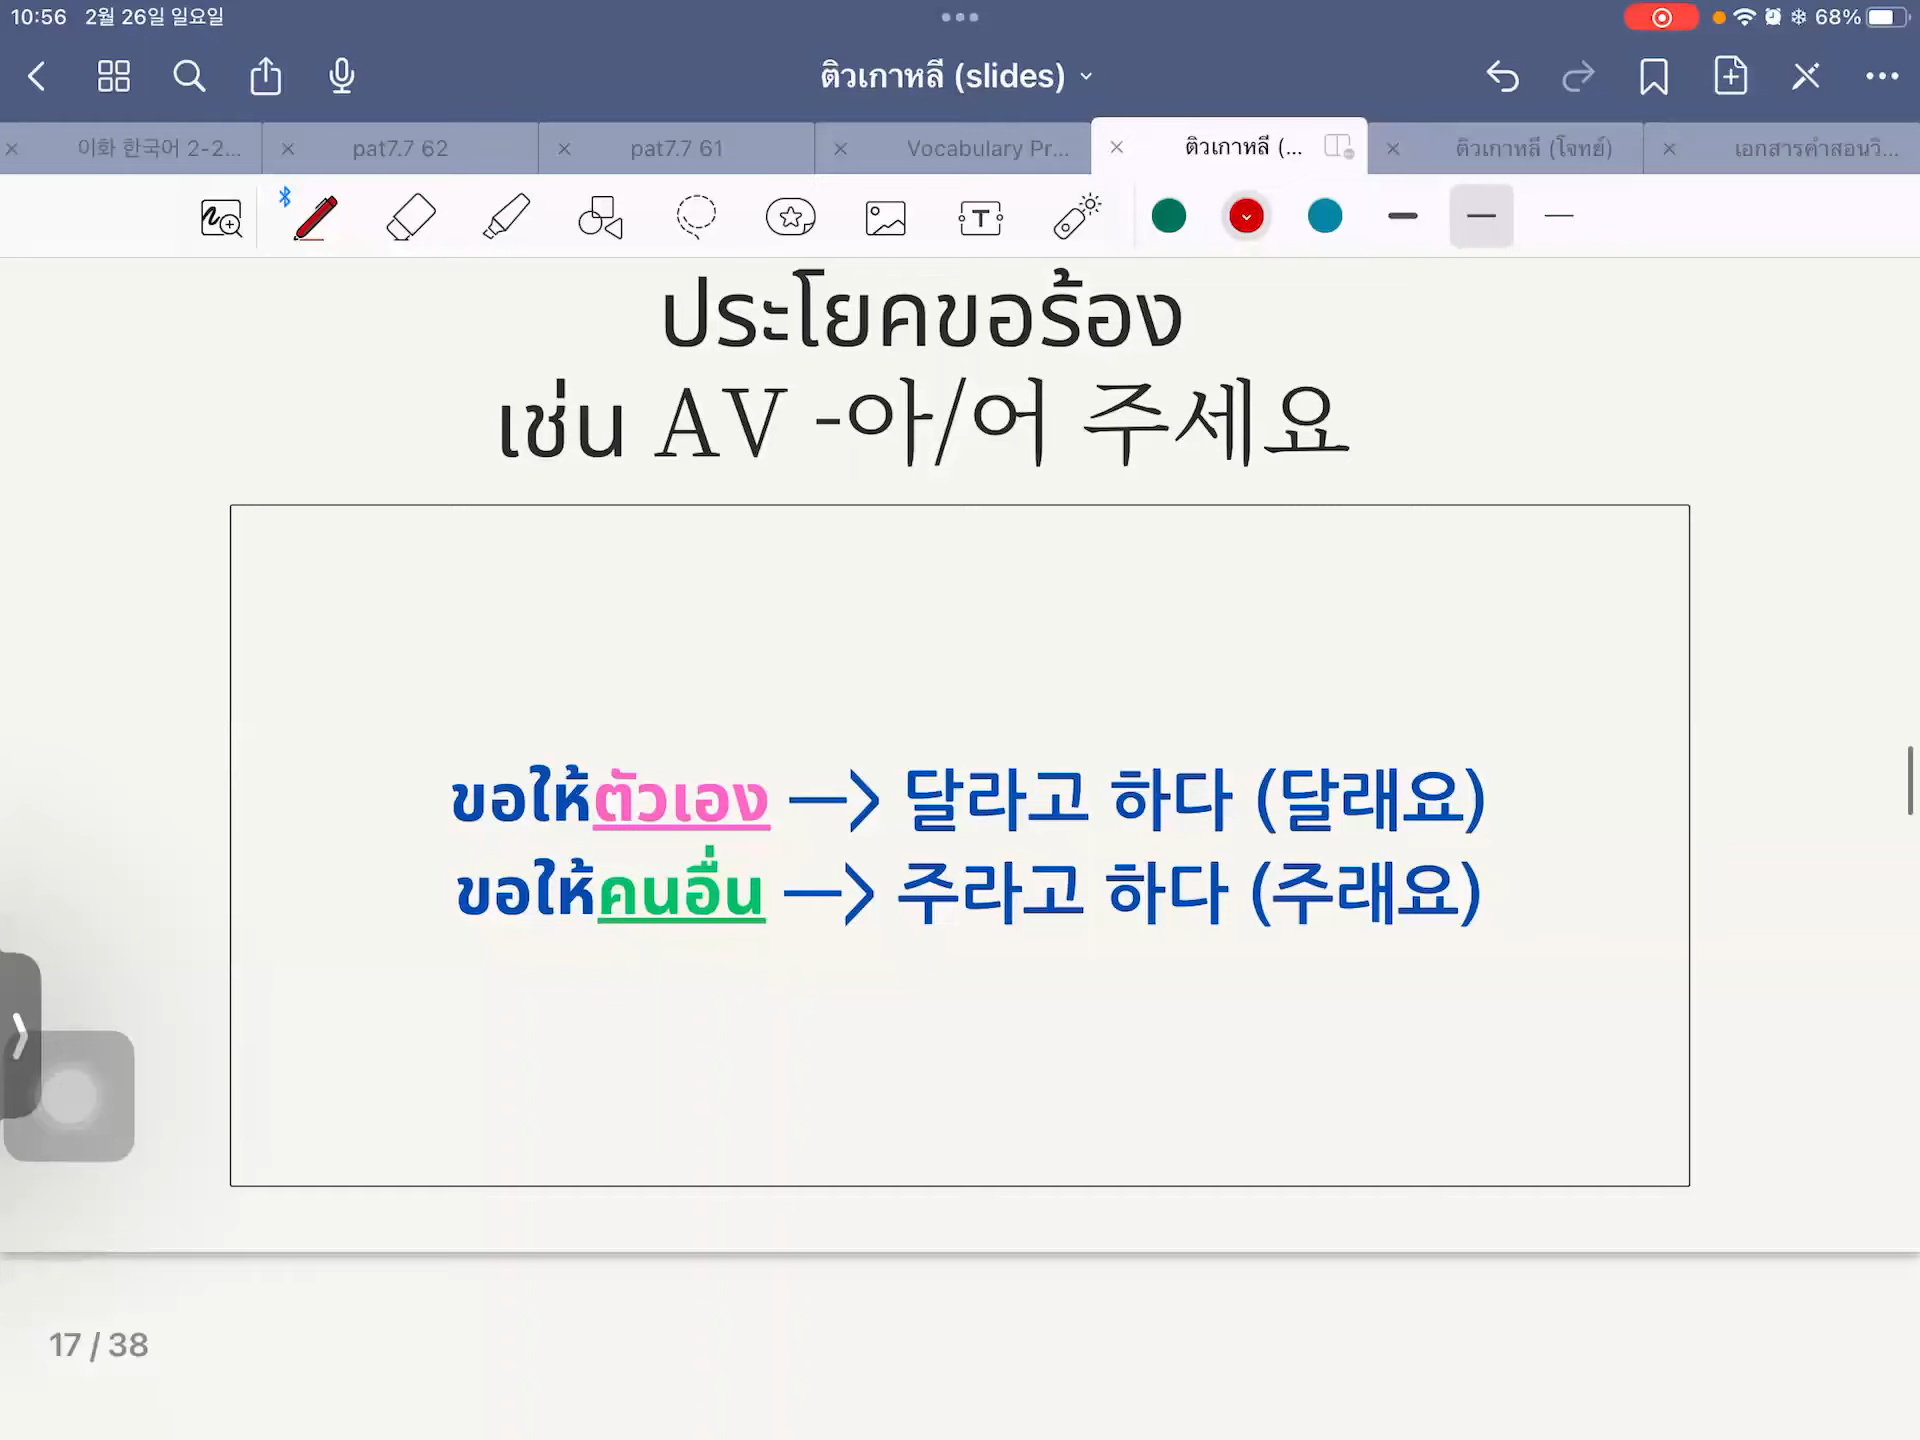 10:56 2월 26일 일요일
68%
ติวเกาหลี (slides)
이화 한국어 2-2...
pat7.7 62
pat7.7 61
Vocabulary Pr...
ติวเกาหลี (...
ติวเกาหลี (โจทย์)
เอกสารคำสอนวิ...
ประโยคขอร้อง
เช่น AV -아/어 주세요
ขอให้ตัวเอง —> 달라고 하다 (달래요)
ขอให้คนอื่น —> 주라고 하다 (주래요)
17 / 38